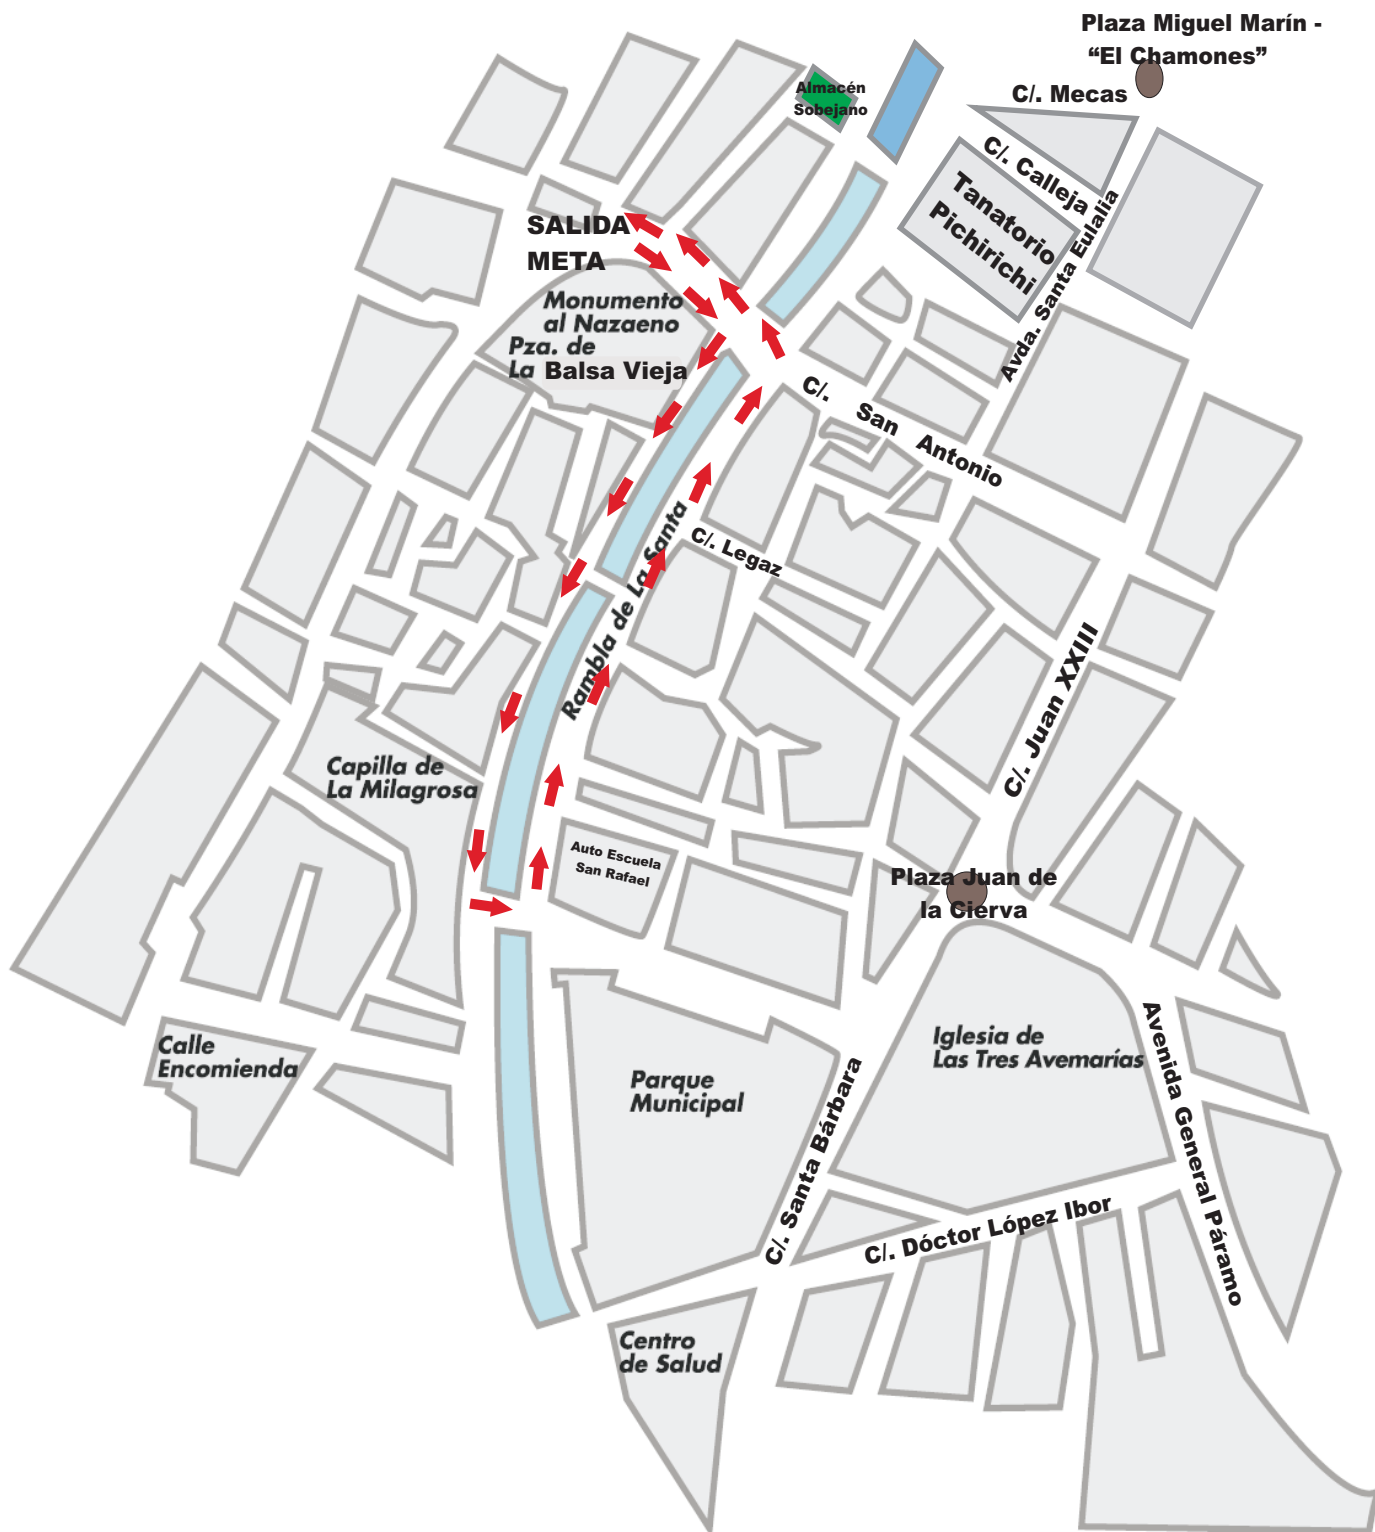 Plaza Miguel Marín -
“El Chamones”
C/. Mecas
Almacén
Sobejano
C/. Calleja
Tanatorio
Pichirichi
Avda. Santa Eulalia
SALIDA
META
Monumento
al Nazaeno
Pza. de
La Balsa Vieja
C/. San Antonio
Rambla de La Santa
C/. Legaz
C/. Juan XXIII
Capilla de
La Milagrosa
Auto Escuela
San Rafael
Plaza Juan de
la Cierva
Calle
Encomienda
Parque
Municipal
Iglesia de
Las Tres Avemarías
C/. Santa Bárbara
Avenida General Páramo
C/. Dóctor López Ibor
Centro
de Salud